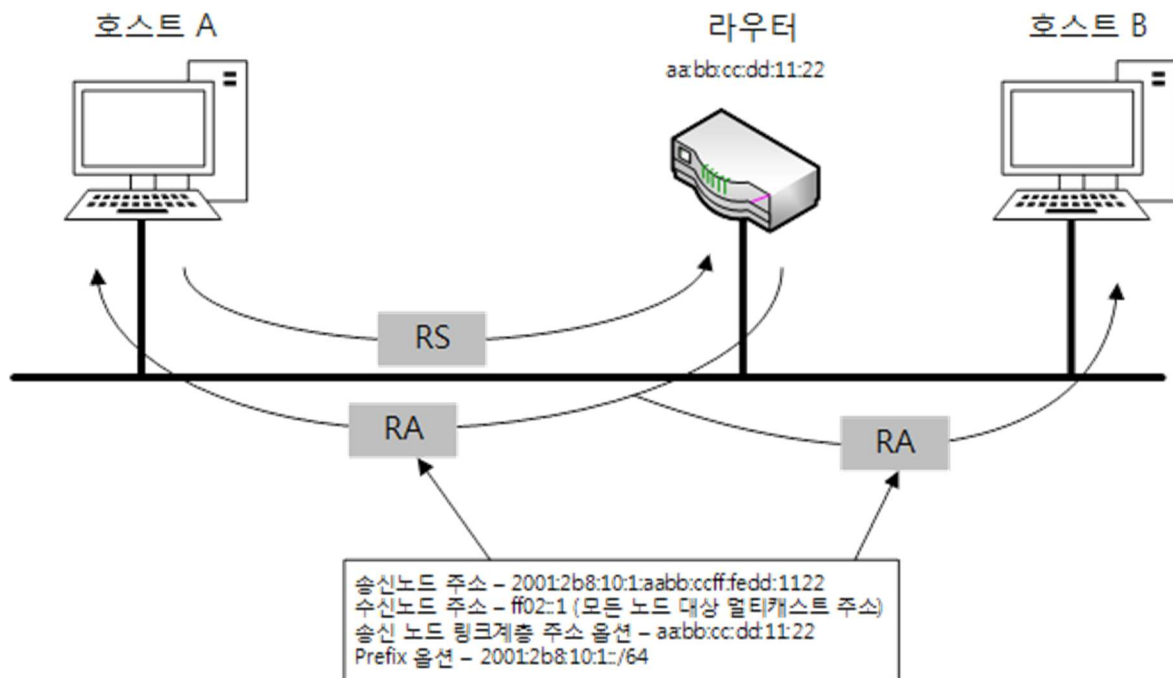 호스트 A
라우터
호스트 B
aa:bb:cc:dd:11:22
RS
RA
RA
송신노드 주소 – 2001:2b8:10:1:aabb:ccff:fedd:1122
수신노드 주소 – ff02::1 (모든 노드 대상 멀티캐스트 주소)
송신 노드 링크계층 주소 옵션 – aa:bb:cc:dd:11:22
Prefix 옵션 – 2001:2b8:10:1::/64